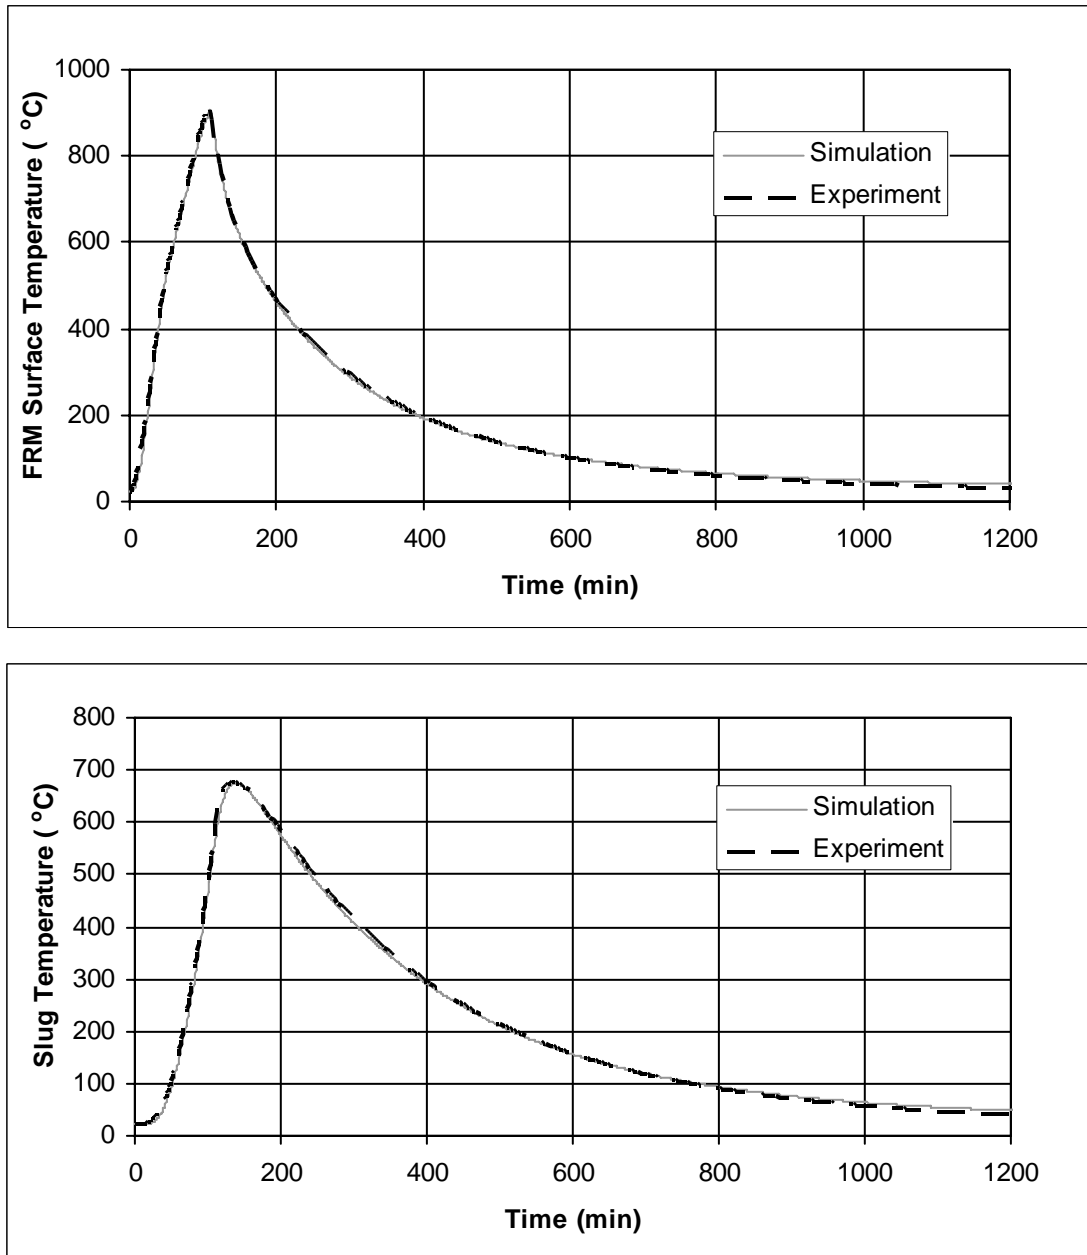 1000
800
600
400
200
0
FRM Surface Temperature ( °C)
Simulation
Experiment
0 200 400 600 800 1000 1200
Time (min)
800
700
600
500
400
300
200
100
0
Slug Temperature ( °C)
Simulation
Experiment
0 200 400 600 800 1000 1200
Time (min)